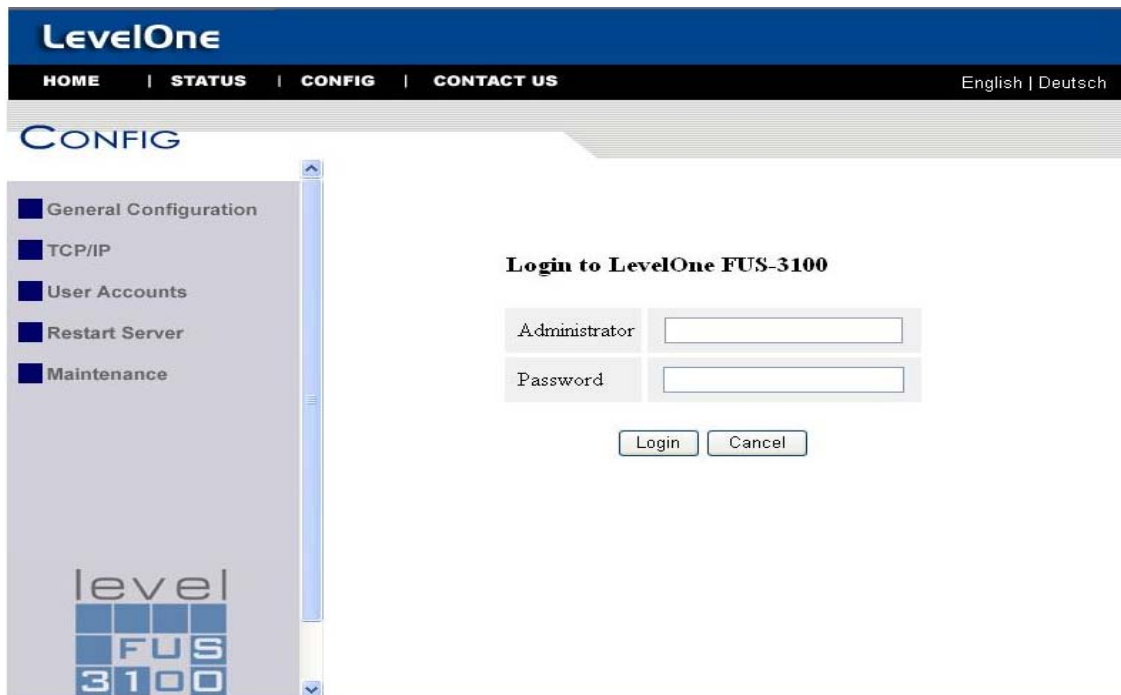 LevelOne
HOME | STATUS | CONFIG | CONTACT US English | Deutsch
CONFIG
General Configuration
TCP/IP
User Accounts
Restart Server
Maintenance
Login to LevelOne FUS-3100
Administrator
Password
Login Cancel
level
FUS
3100